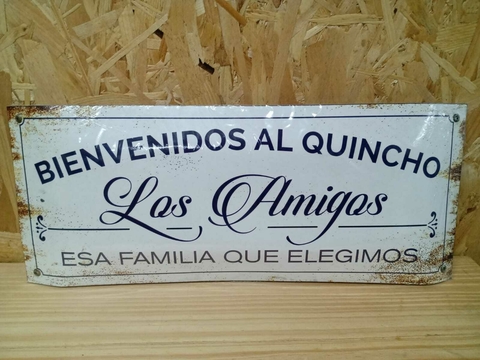 BIENVENIDOS AL QUINCHO
Los Amigos
ESA FAMILIA QUE ELEGIMOS